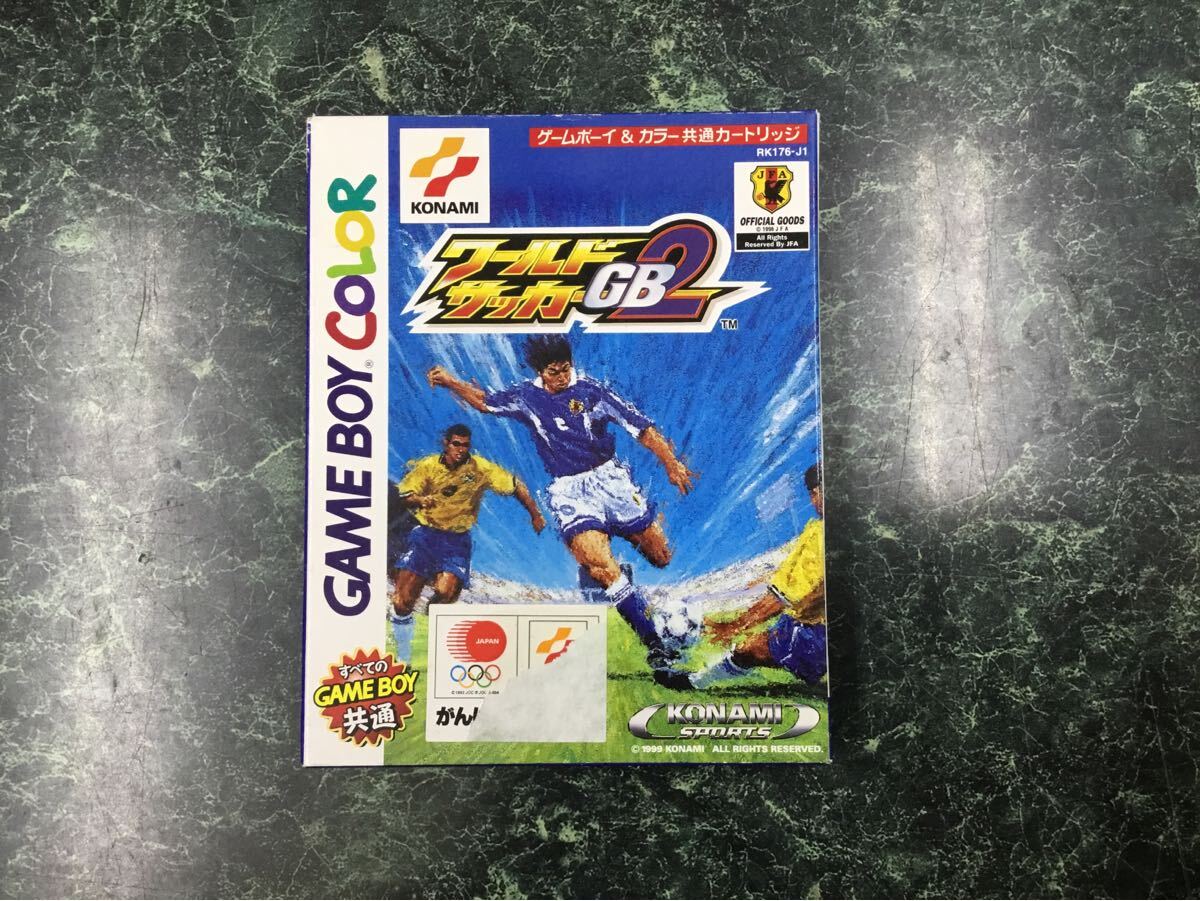 ゲームボーイ & カラー共通カートリッジ
RK176-J1
KONAMI
JFA
OFFICIAL GOODS
© 1998 J F A
All Rights
Reserved By JFA
ワールド
サッカーGB2
TM
GAME BOY® COLOR
すべての
GAME BOY
共通
JAPAN
がん
KONAMI
SPORTS
© 1999 KONAMI ALL RIGHTS RESERVED.